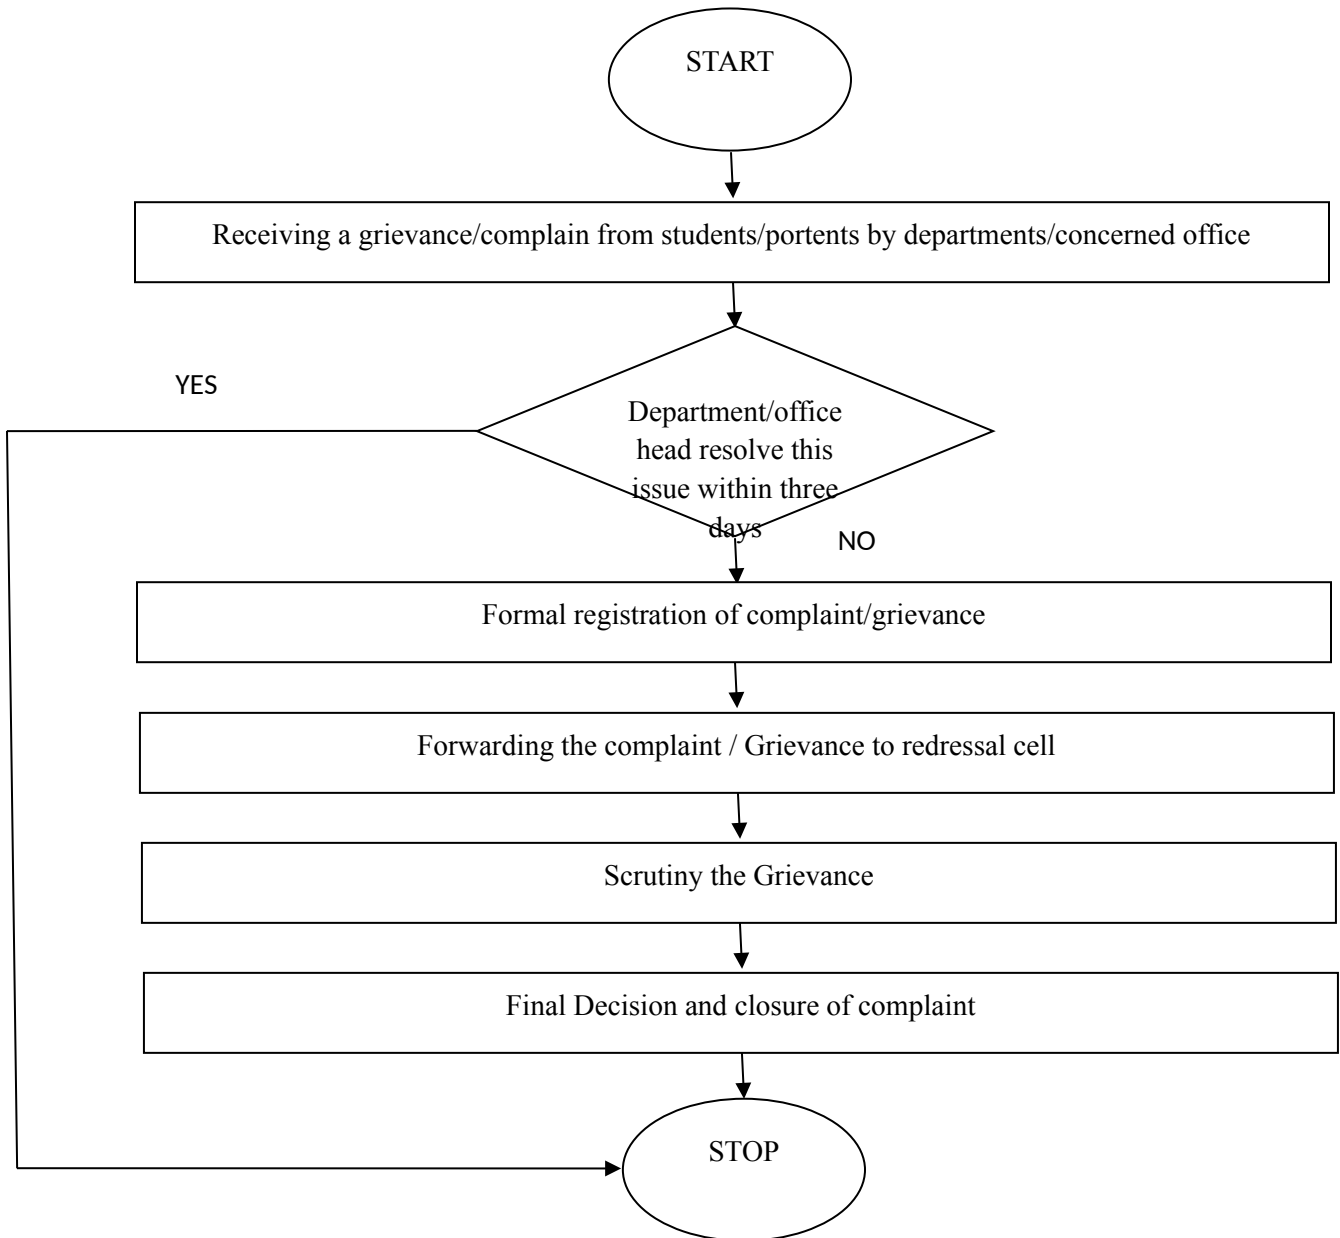 START
Receiving a grievance/complain from students/portents by departments/concerned office
YES
Department/office
head resolve this
issue within three
days
NO
Formal registration of complaint/grievance
Forwarding the complaint / Grievance to redressal cell
Scrutiny the Grievance
Final Decision and closure of complaint
STOP